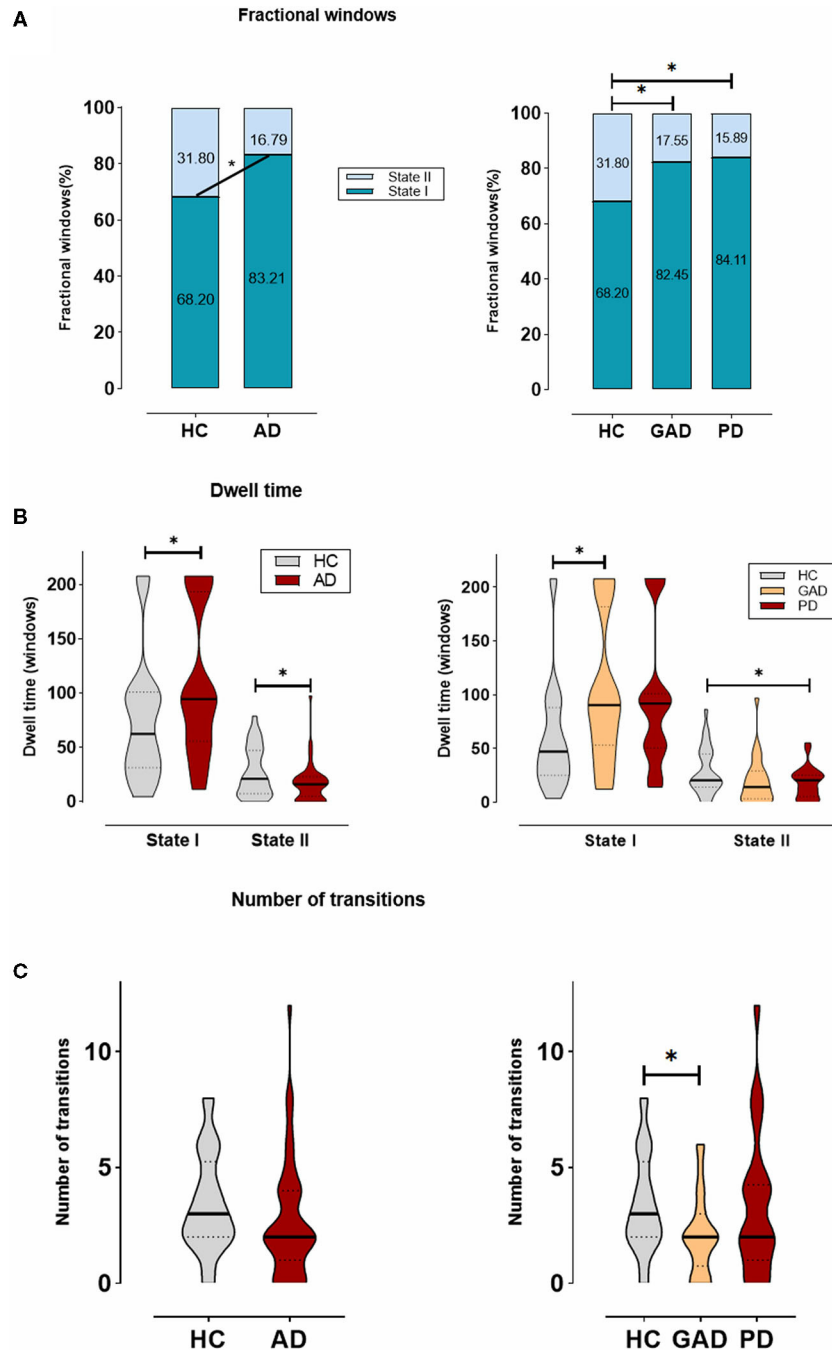 A
Fractional windows
Fractional windows(%)
100
80
60
40
20
0
31.80
68.20
*
16.79
83.21
HC AD
State II
State I
Fractional windows(%)
100
80
60
40
20
0
*
*
31.80
68.20
17.55
82.45
15.89
84.11
HC GAD PD
Dwell time
B
Dwell time (windows)
200
150
100
50
0
*
*
HC
AD
State I State II
Dwell time (windows)
200
150
100
50
0
*
*
HC
GAD
PD
State I State II
Number of transitions
C
Number of transitions
10
5
0
HC AD
Number of transitions
10
5
0
*
HC GAD PD